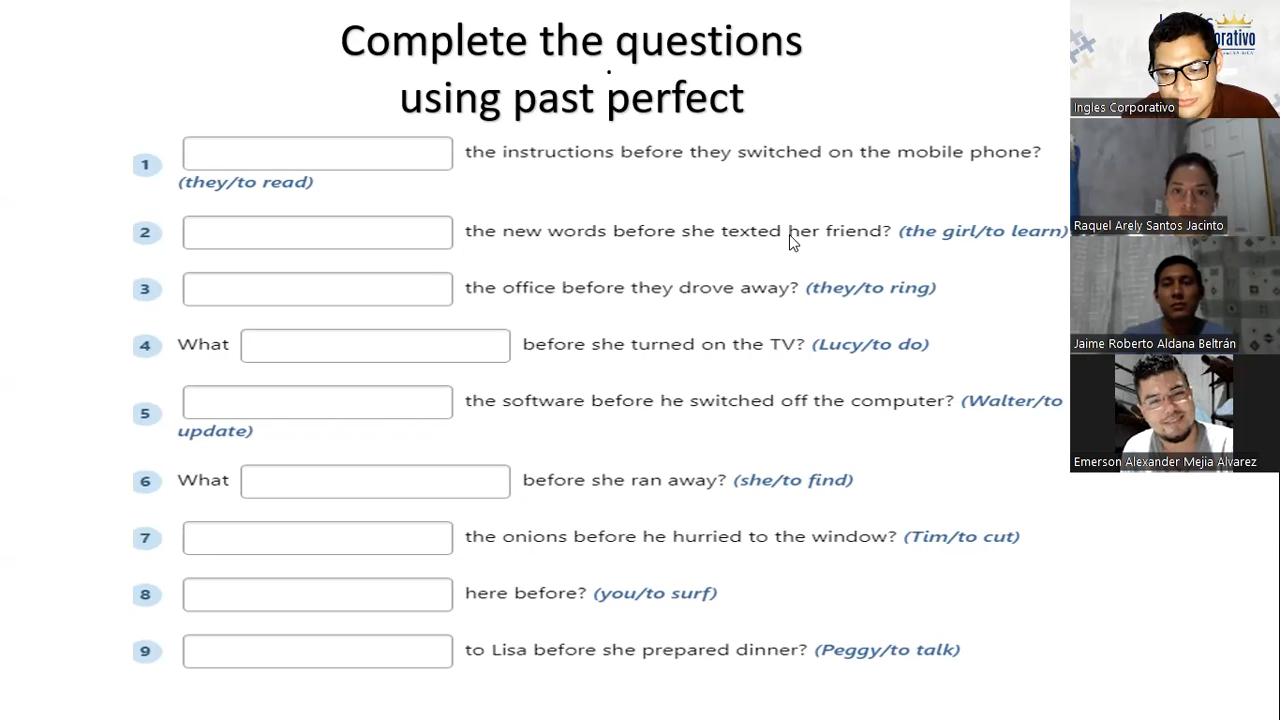 Complete the questions
using past perfect
1 the instructions before they switched on the mobile phone?
(they/to read)
2 the new words before she texted her friend? (the girl/to learn)
3 the office before they drove away? (they/to ring)
4 What before she turned on the TV? (Lucy/to do)
5 the software before he switched off the computer? (Walter/to
update)
6 What before she ran away? (she/to find)
7 the onions before he hurried to the window? (Tim/to cut)
8 here before? (you/to surf)
9 to Lisa before she prepared dinner? (Peggy/to talk)
Ingles Corporativo
Raquel Arely Santos Jacinto
Jaime Roberto Aldana Beltrán
Emerson Alexander Mejia Alvarez